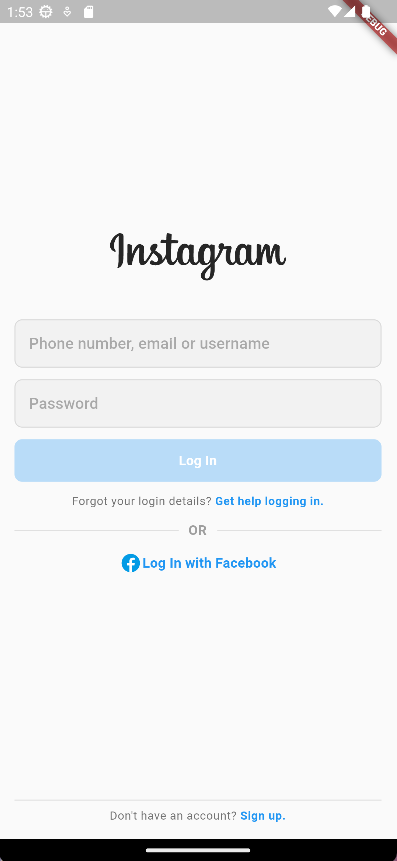 1:53
DEBUG
Instagram
Phone number, email or username
Password
Log In
Forgot your login details? Get help logging in.
OR
Log In with Facebook
Don't have an account? Sign up.